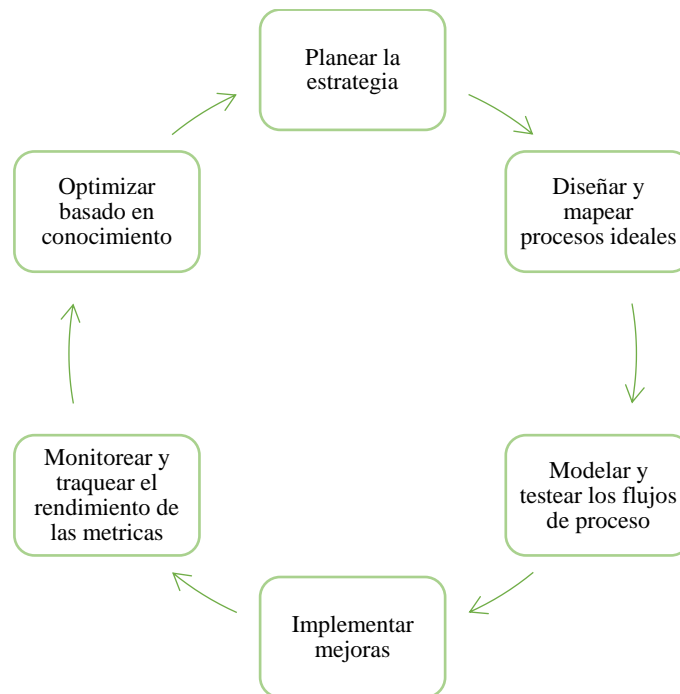 Planear la
estrategia
Diseñar y
mapear
procesos ideales
Modelar y
testear los flujos
de proceso
Implementar
mejoras
Monitorear y
traquear el
rendimiento de
las metricas
Optimizar
basado en
conocimiento